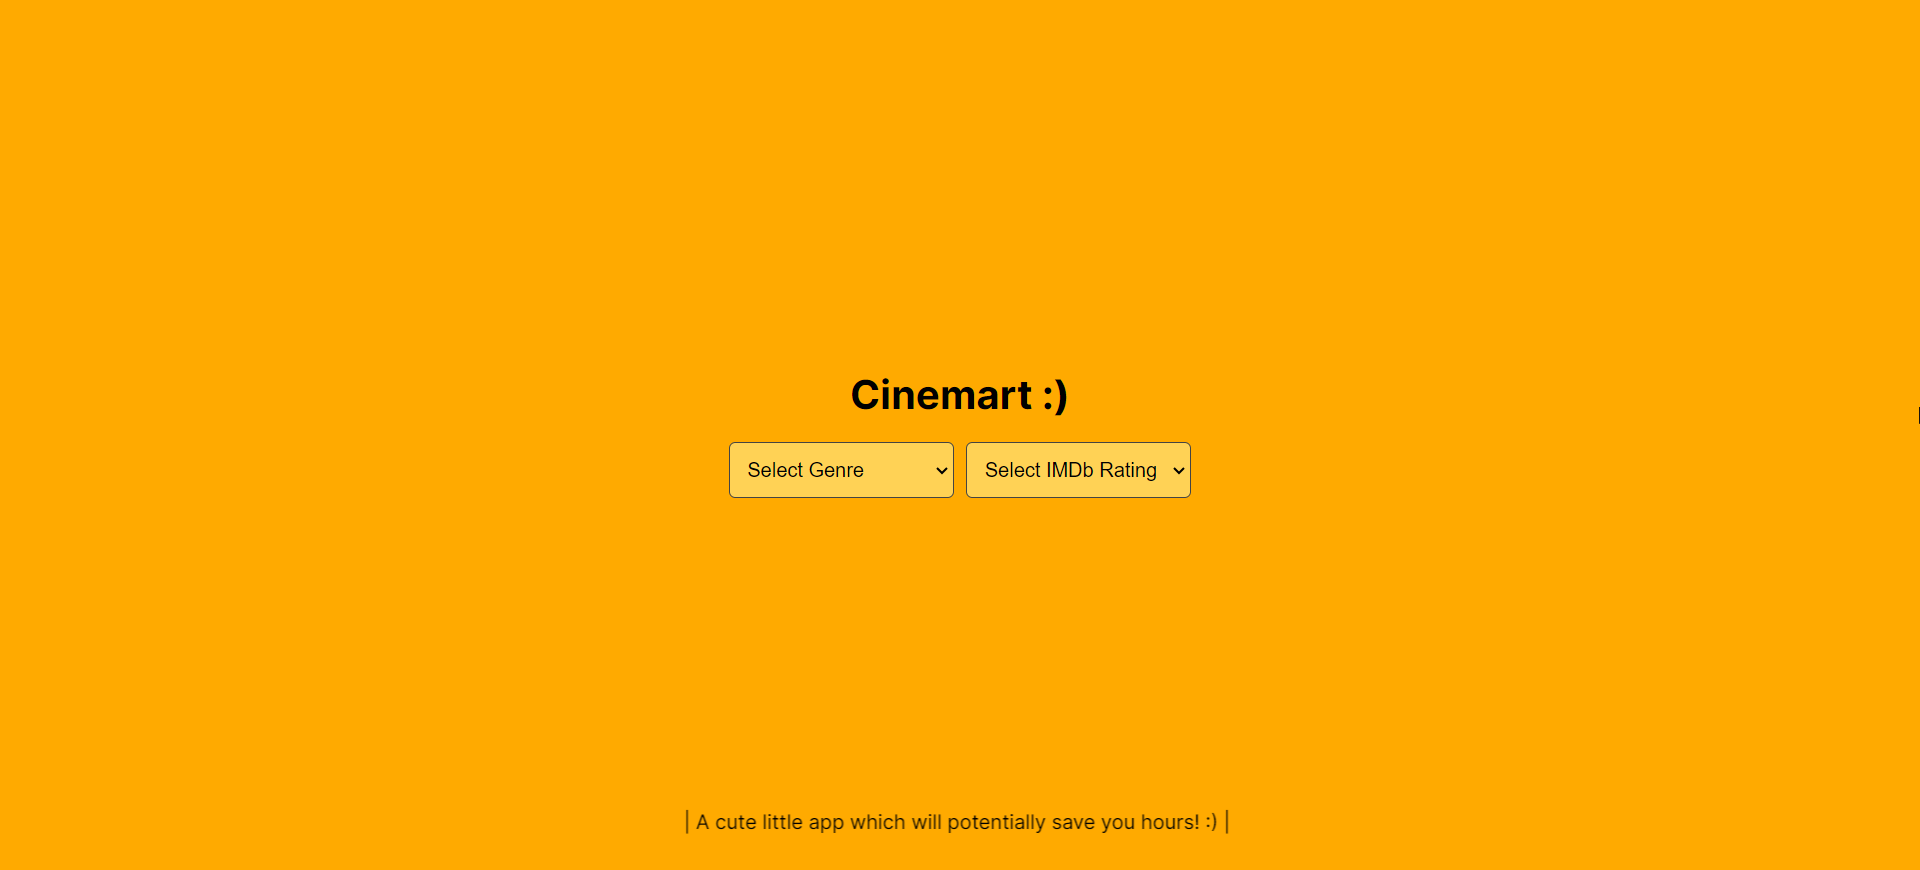 Cinemart :)
Select Genre Select IMDb Rating
| A cute little app which will potentially save you hours! :) |